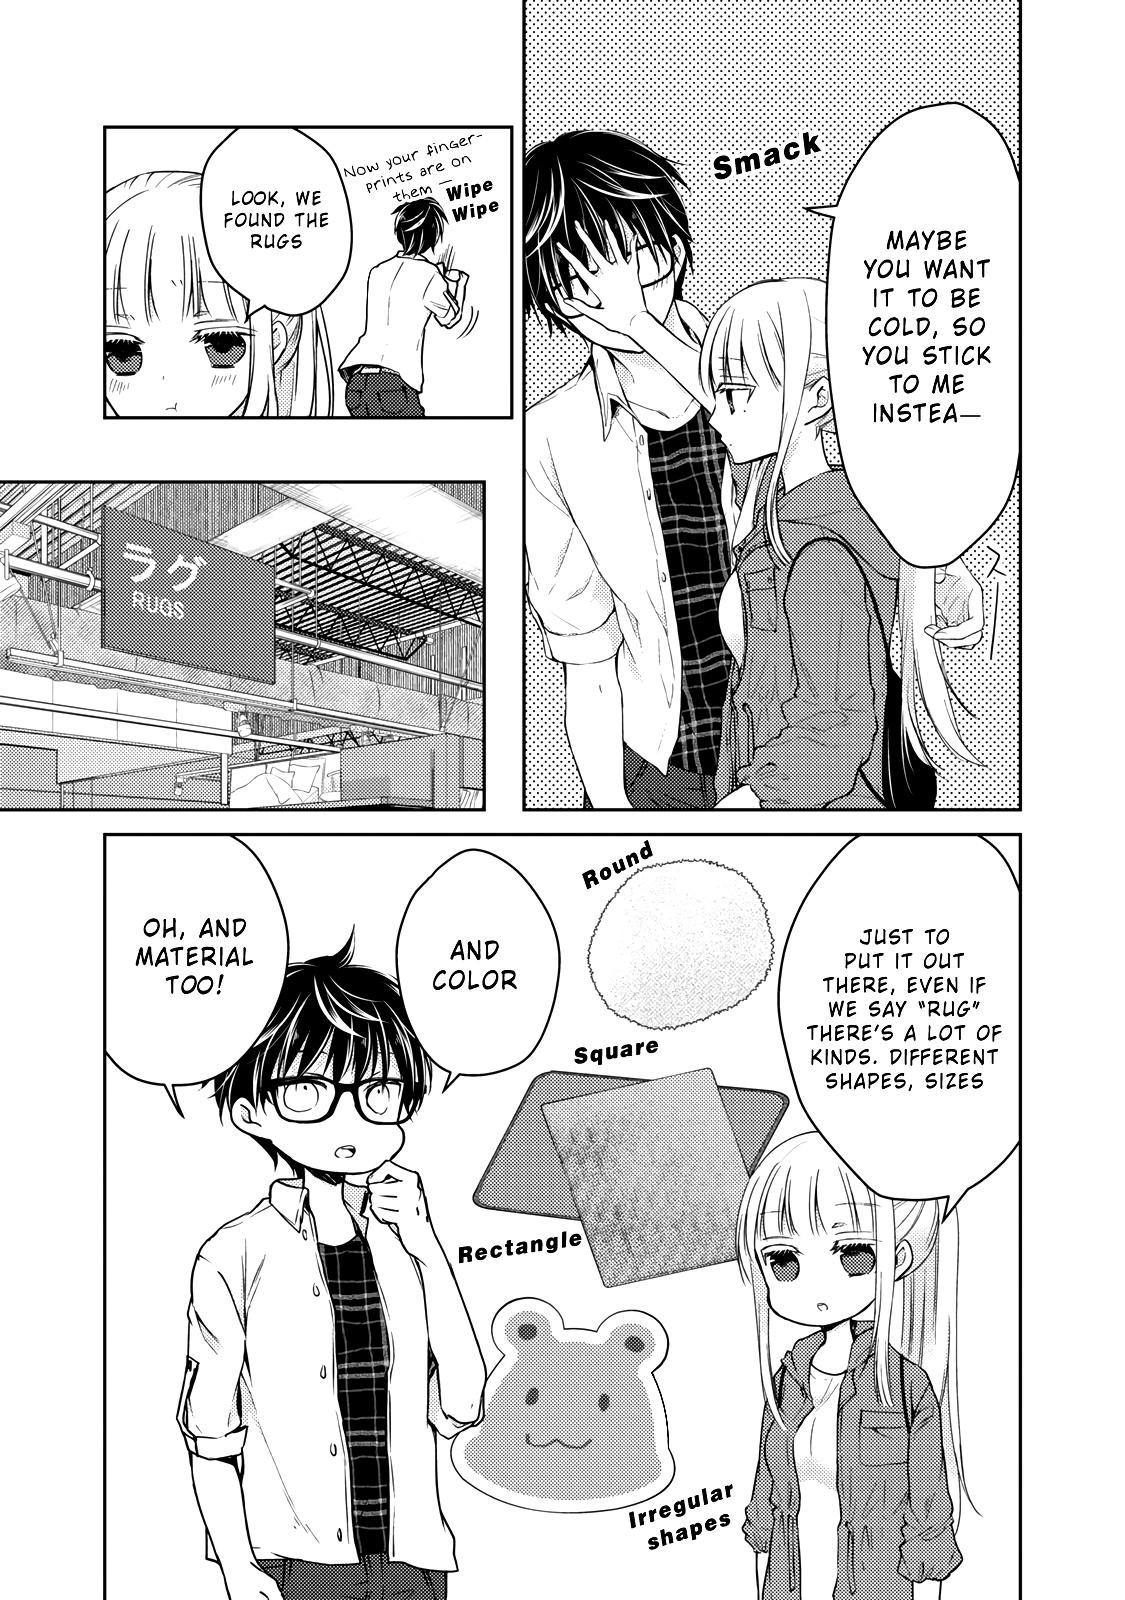 Smack
MAYBE
YOU WANT
IT TO BE
COLD, SO
YOU STICK
TO ME
INSTEA—
ス
Now your finger-
prints are on
them —
Wipe
Wipe
LOOK, WE
FOUND THE
RUGS
ラグ
RUGS
JUST TO
PUT IT OUT
THERE, EVEN IF
WE SAY “RUG”
THERE'S A LOT OF
KINDS. DIFFERENT
SHAPES, SIZES
Round
Square
Rectangle
Irregular
shapes
AND
COLOR
OH, AND
MATERIAL
TOO!